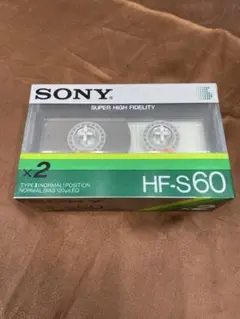 SONY
SUPER HIGH FIDELITY
×2
TYPE I (NORMAL) POSITION
NORMAL BIAS 120μs EQ
HF-S60